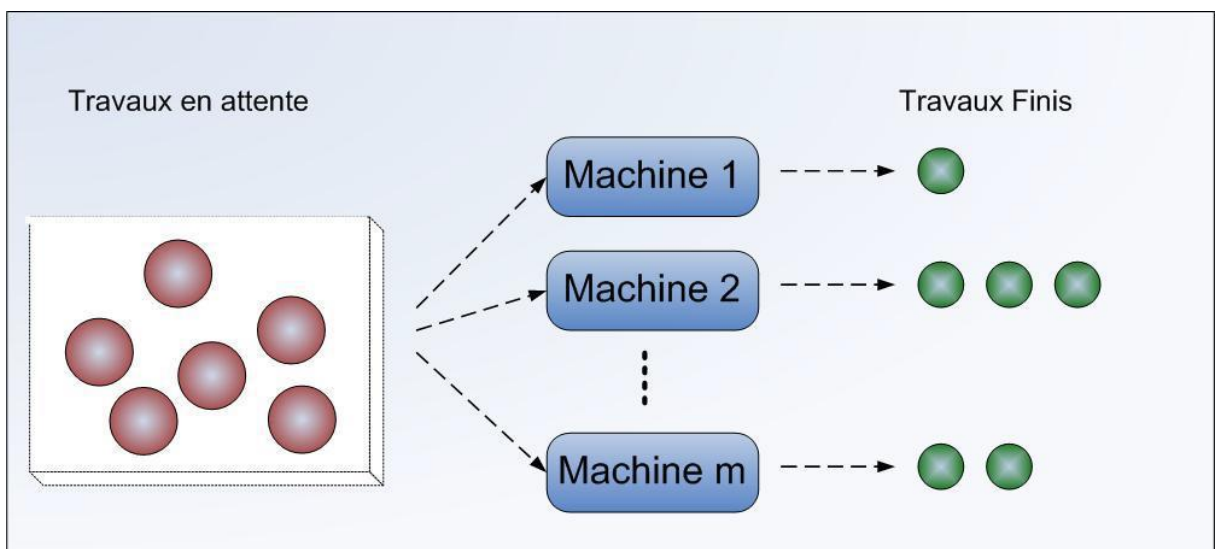 Travaux en attente
Travaux Finis
Machine 1
Machine 2
Machine m